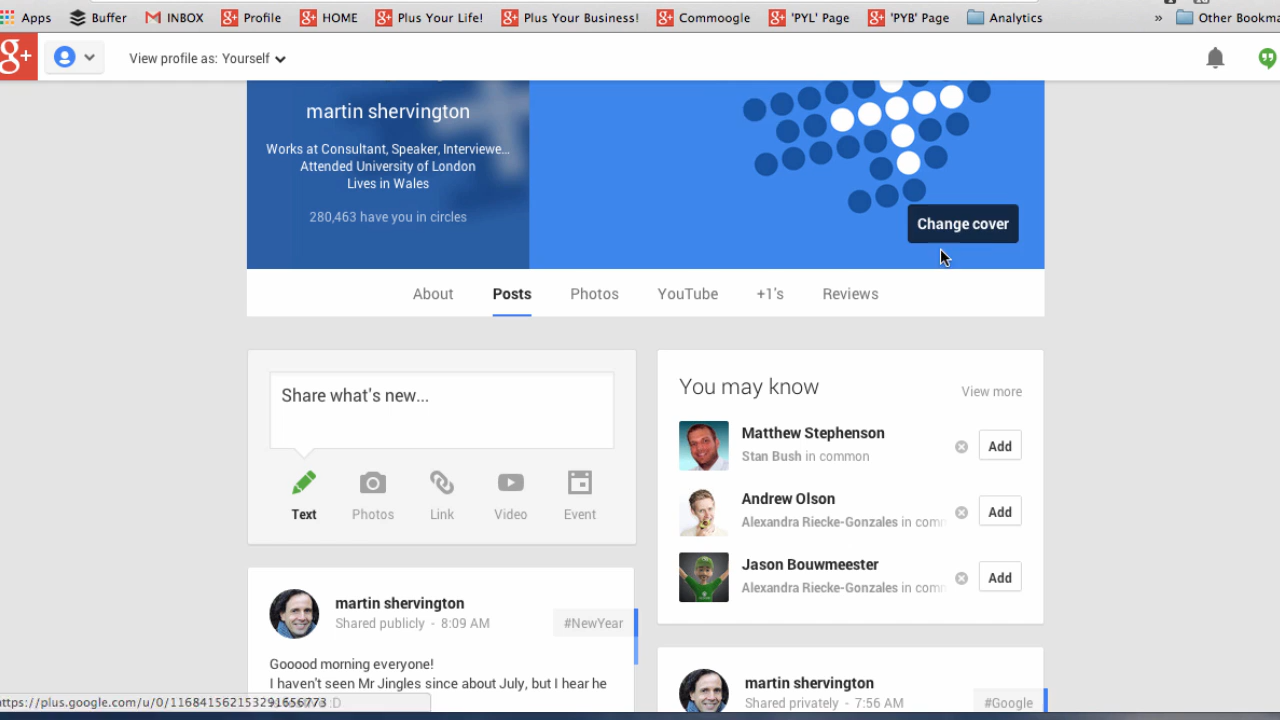 Apps Buffer INBOX Profile HOME Plus Your Life! Plus Your Business! Commoogle 'PYL' Page 'PYB' Page Analytics » Other Bookma
g+ View profile as: Yourself
martin shervington
Works at Consultant, Speaker, Interviewe...
Attended University of London
Lives in Wales
280,463 have you in circles
Change cover
About Posts Photos YouTube +1's Reviews
Share what's new...
Text Photos Link Video Event
You may know View more
Matthew Stephenson
Stan Bush in common
Add
Andrew Olson
Alexandra Riecke-Gonzales in com
Add
Jason Bouwmeester
Alexandra Riecke-Gonzales in com
Add
martin shervington
Shared publicly - 8:09 AM
#NewYear
Gooood morning everyone!
I haven't seen Mr Jingles since about July, but I hear he
martin shervington
Shared privately - 7:56 AM
#Google
https://plus.google.com/u/0/116841562153291656773 :D